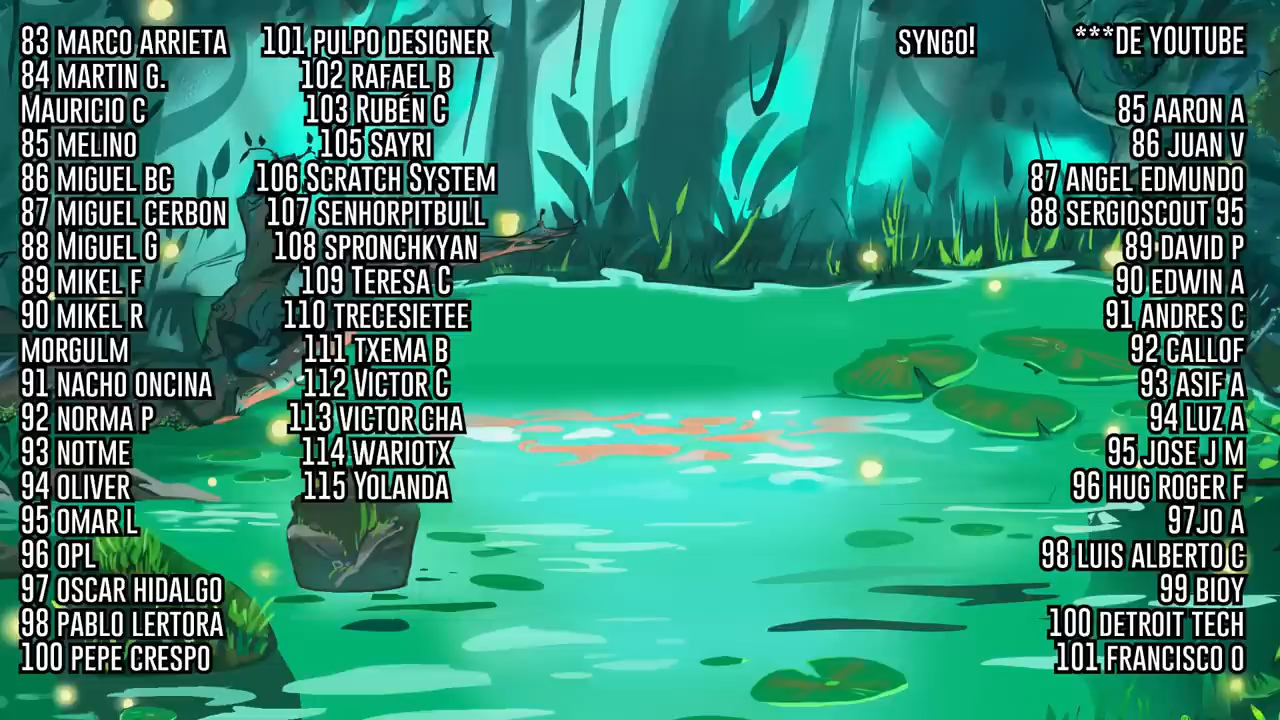 83 MARCO ARRIETA
84 MARTIN G.
MAURICIO C
85 MELINO
86 MIGUEL BC
87 MIGUEL CERBON
88 MIGUEL G
89 MIKEL F
90 MIKEL R
MORGULM
91 NACHO ONCINA
92 NORMA P
93 NOTME
94 OLIVER
95 OMAR L
96 OPL
97 OSCAR HIDALGO
98 PABLO LERTORA
100 PEPE CRESPO
101 PULPO DESIGNER
102 RAFAEL B
103 RUBÉN C
105 SAYRI
106 SCRATCH SYSTEM
107 SENHORPITBULL
108 SPRONCHKYAN
109 TERESA C
110 TRECESIETEE
111 TXEMA B
112 VICTOR C
113 VICTOR CHA
114 WARIOTX
115 YOLANDA
SYNGO!
***DE YOUTUBE
85 AARON A
86 JUAN V
87 ANGEL EDMUNDO
88 SERGIOSCOUT 95
89 DAVID P
90 EDWIN A
91 ANDRES C
92 CALLOF
93 ASIF A
94 LUZ A
95 JOSE J M
96 HUG ROGER F
97JO A
98 LUIS ALBERTO C
99 BIOY
100 DETROIT TECH
101 FRANCISCO O